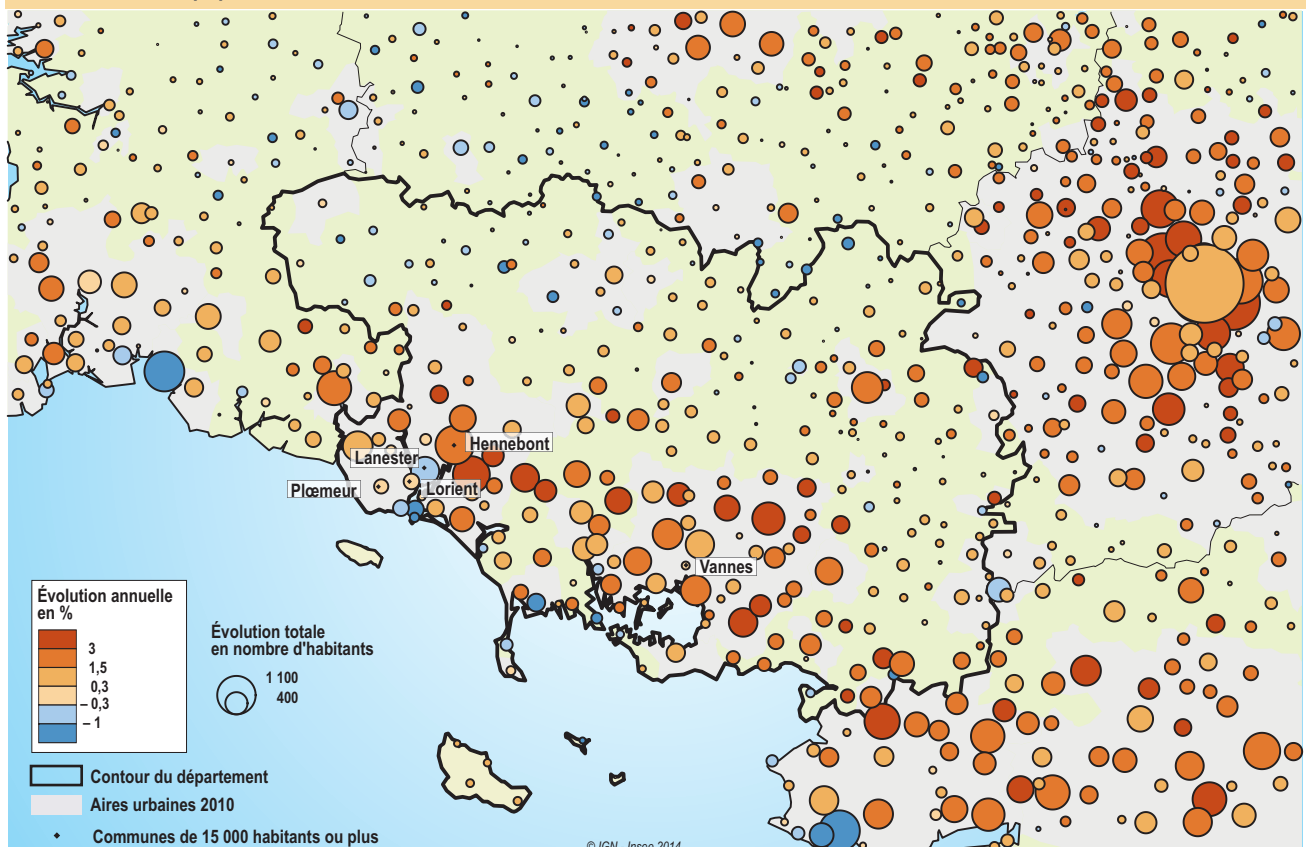 Hennebont
Lanester
Plœmeur
Lorient
Vannes
Évolution annuelle
en %
3
1,5
0,3
– 0,3
– 1
Évolution totale
en nombre d'habitants
1 100
400
Contour du département
Aires urbaines 2010
Communes de 15 000 habitants ou plus
© IGN - Insee 2014